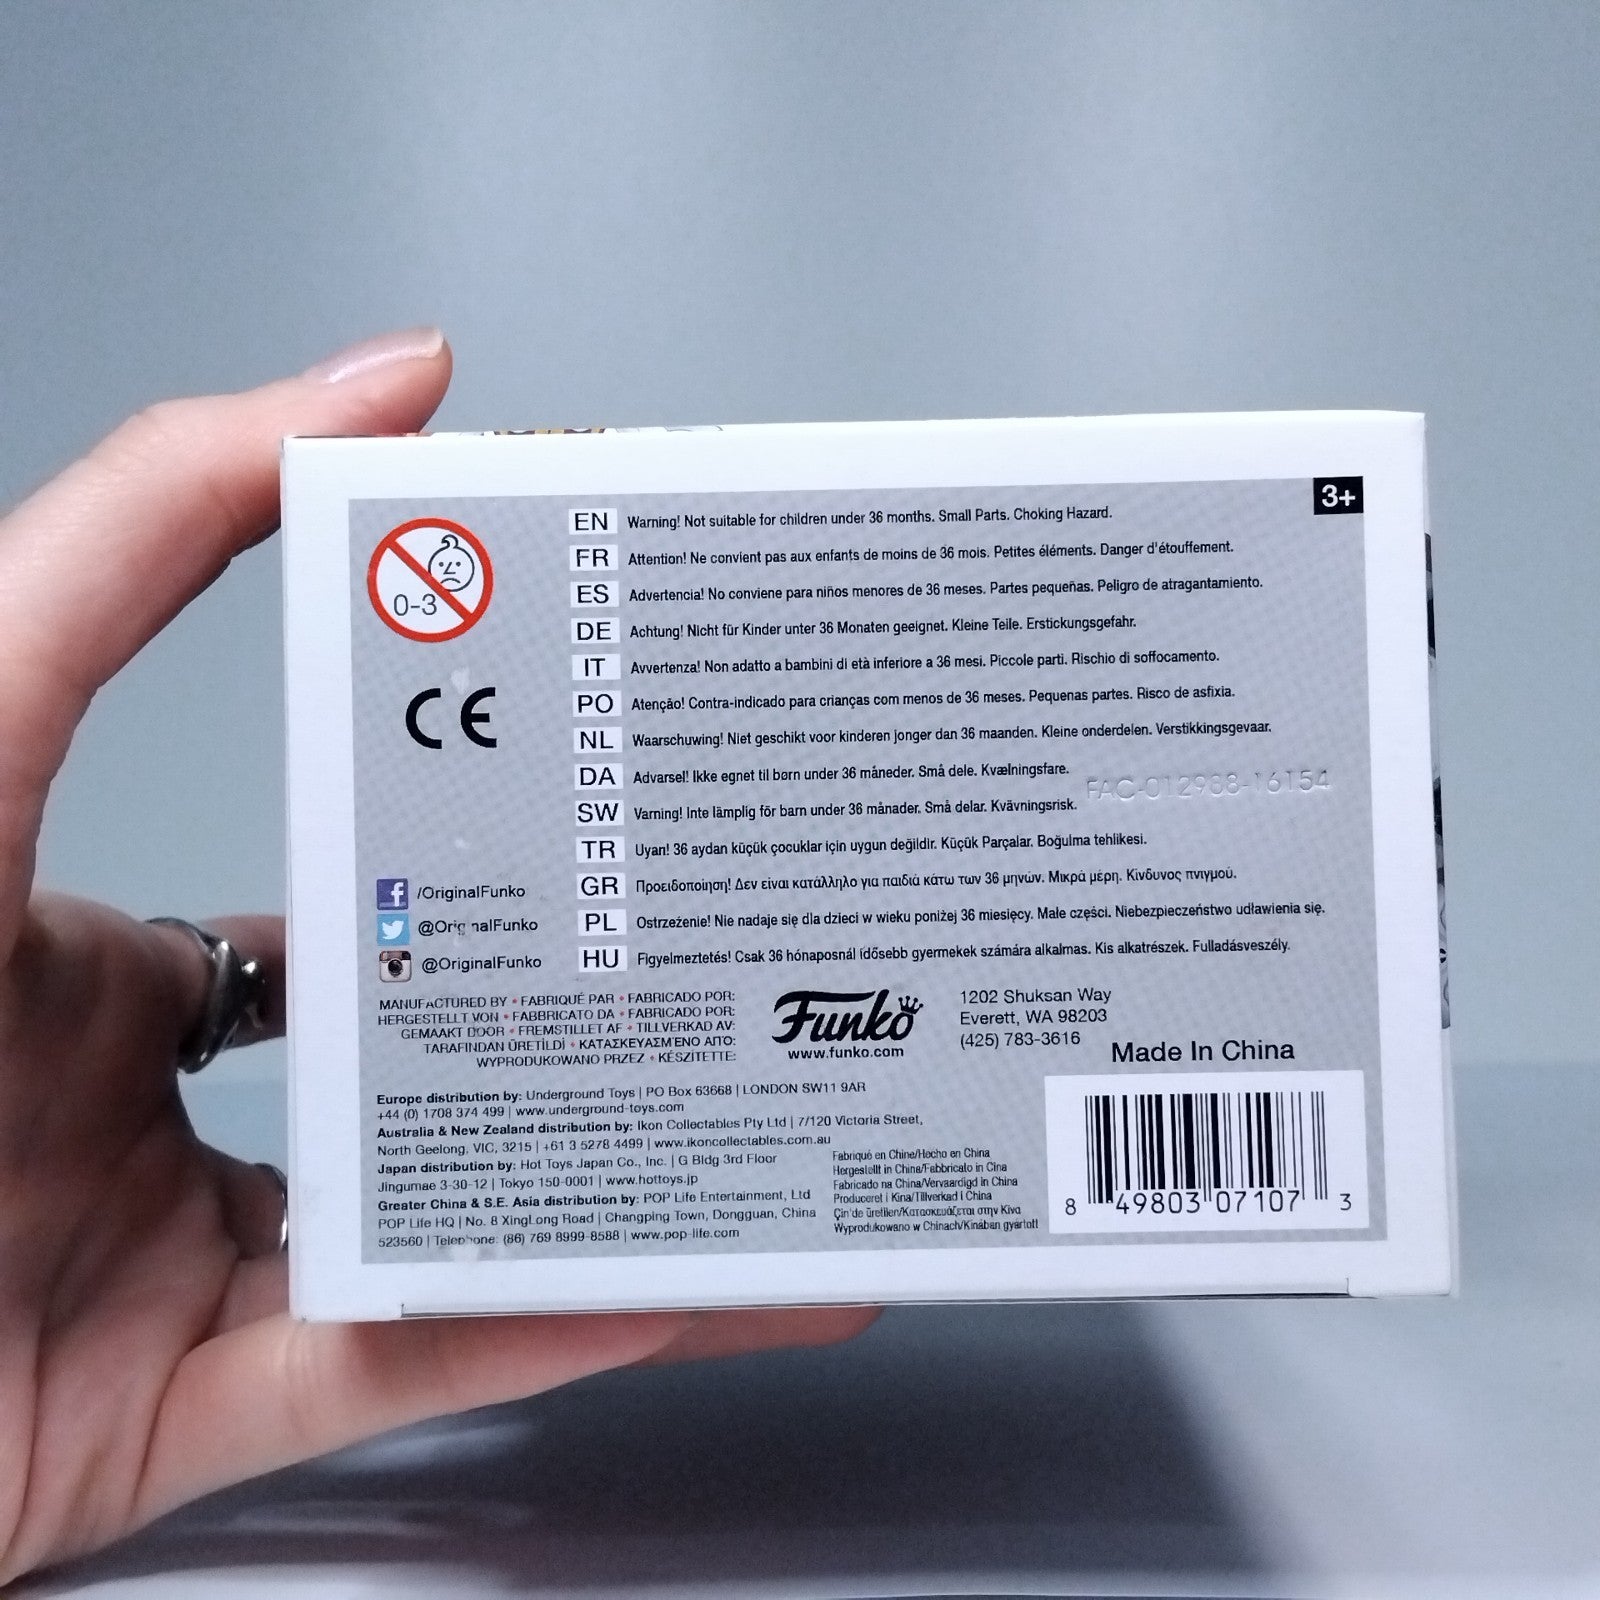 3+
0-3
CE
EN Warning! Not suitable for children under 36 months. Small Parts. Choking Hazard.
FR Attention! Ne convient pas aux enfants de moins de 36 mois. Petites éléments. Danger d'étouffement.
ES Advertencia! No conviene para niños menores de 36 meses. Partes pequeñas. Peligro de atragantamiento.
DE Achtung! Nicht für Kinder unter 36 Monaten geeignet. Kleine Teile. Erstickungsgefahr.
IT Avvertenza! Non adatto a bambini di età inferiore a 36 mesi. Piccole parti. Rischio di soffocamento.
PO Atenção! Contra-indicado para crianças com menos de 36 meses. Pequenas partes. Risco de asfixia.
NL Waarschuwing! Niet geschikt voor kinderen jonger dan 36 maanden. Kleine onderdelen. Verstikkingsgevaar.
DA Advarsel! Ikke egnet til børn under 36 måneder. Små dele. Kvælningsfare.
FAC-012988-16154
SW Varning! Inte lämplig för barn under 36 månader. Små delar. Kvävningsrisk.
TR Uyarı! 36 aydan küçük çocuklar için uygun değildir. Küçük Parçalar. Boğulma tehlikesi.
GR Προειδοποίηση! Δεν είναι κατάλληλο για παιδιά κάτω των 36 μηνών. Μικρά μέρη. Κίνδυνος πνιγμού.
PL Ostrzeżenie! Nie nadaje się dla dzieci w wieku poniżej 36 miesięcy. Małe części. Niebezpieczeństwo udławienia się.
HU Figyelmeztetés! Csak 36 hónaposnál idősebb gyermekek számára alkalmas. Kis alkatrészek. Fulladásveszély.
/OriginalFunko
@OriginalFunko
@OriginalFunko
MANUFACTURED BY • FABRIQUÉ PAR • FABRICADO POR:
HERGESTELLT VON • FABBRICATO DA • FABRICADO POR:
GEMAAKT DOOR • FREMSTILLET AF • TILLVERKAD AV:
TARAFINDAN ÜRETİLDİ • ΚΑΤΑΣΚΕΥΑΣΜΈΝΟ ΑΠΌ:
WYPRODUKOWANO PRZEZ • KÉSZÍTETTE:
Funko
www.funko.com
1202 Shuksan Way
Everett, WA 98203
(425) 783-3616
Made In China
Europe distribution by: Underground Toys | PO Box 63668 | LONDON SW11 9AR
+44 (0) 1708 374 499 | www.underground-toys.com
Australia & New Zealand distribution by: Ikon Collectables Pty Ltd | 7/120 Victoria Street,
North Geelong, VIC, 3215 | +61 3 5278 4499 | www.ikoncollectables.com.au
Japan distribution by: Hot Toys Japan Co., Inc. | G Bldg 3rd Floor
Jingumae 3-30-12 | Tokyo 150-0001 | www.hottoys.jp
Greater China & S.E. Asia distribution by: POP Life Entertainment, Ltd
POP Life HQ | No. 8 XingLong Road | Changping Town, Dongguan, China
523560 | Telephone: (86) 769 8999-8588 | www.pop-life.com
Fabriqué en Chine/Hecho en China
Hergestellt in China/Fabbricato in Cina
Fabricado na China/Vervaardigd in China
Produceret i Kina/Tillverkad i China
Çin'de üretilen/Κατασκευάζεται στην Κίνα
Wyprodukowano w Chinach/Kínában gyártott
8 49803 07107 3